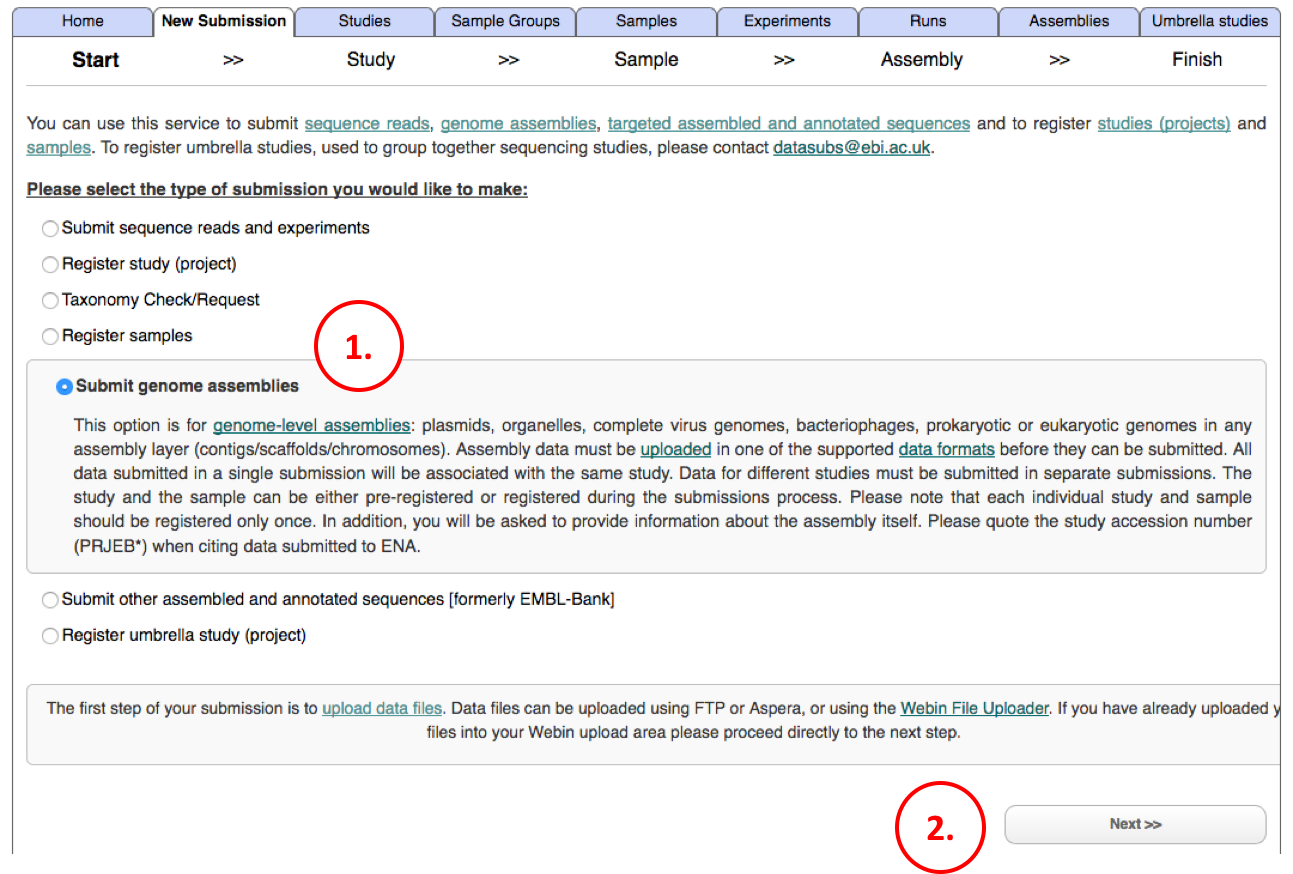 Home New Submission Studies Sample Groups Samples Experiments Runs Assemblies Umbrella studies
Start >> Study >> Sample >> Assembly >> Finish
You can use this service to submit sequence reads, genome assemblies, targeted assembled and annotated sequences and to register studies (projects) and
samples. To register umbrella studies, used to group together sequencing studies, please contact datasubs@ebi.ac.uk.
Please select the type of submission you would like to make:
Submit sequence reads and experiments
Register study (project)
Taxonomy Check/Request
Register samples
1.
Submit genome assemblies
This option is for genome-level assemblies: plasmids, organelles, complete virus genomes, bacteriophages, prokaryotic or eukaryotic genomes in any
assembly layer (contigs/scaffolds/chromosomes). Assembly data must be uploaded in one of the supported data formats before they can be submitted. All
data submitted in a single submission will be associated with the same study. Data for different studies must be submitted in separate submissions. The
study and the sample can be either pre-registered or registered during the submissions process. Please note that each individual study and sample
should be registered only once. In addition, you will be asked to provide information about the assembly itself. Please quote the study accession number
(PRJEB*) when citing data submitted to ENA.
Submit other assembled and annotated sequences [formerly EMBL-Bank]
Register umbrella study (project)
The first step of your submission is to upload data files. Data files can be uploaded using FTP or Aspera, or using the Webin File Uploader. If you have already uploaded y
files into your Webin upload area please proceed directly to the next step.
2.
Next >>